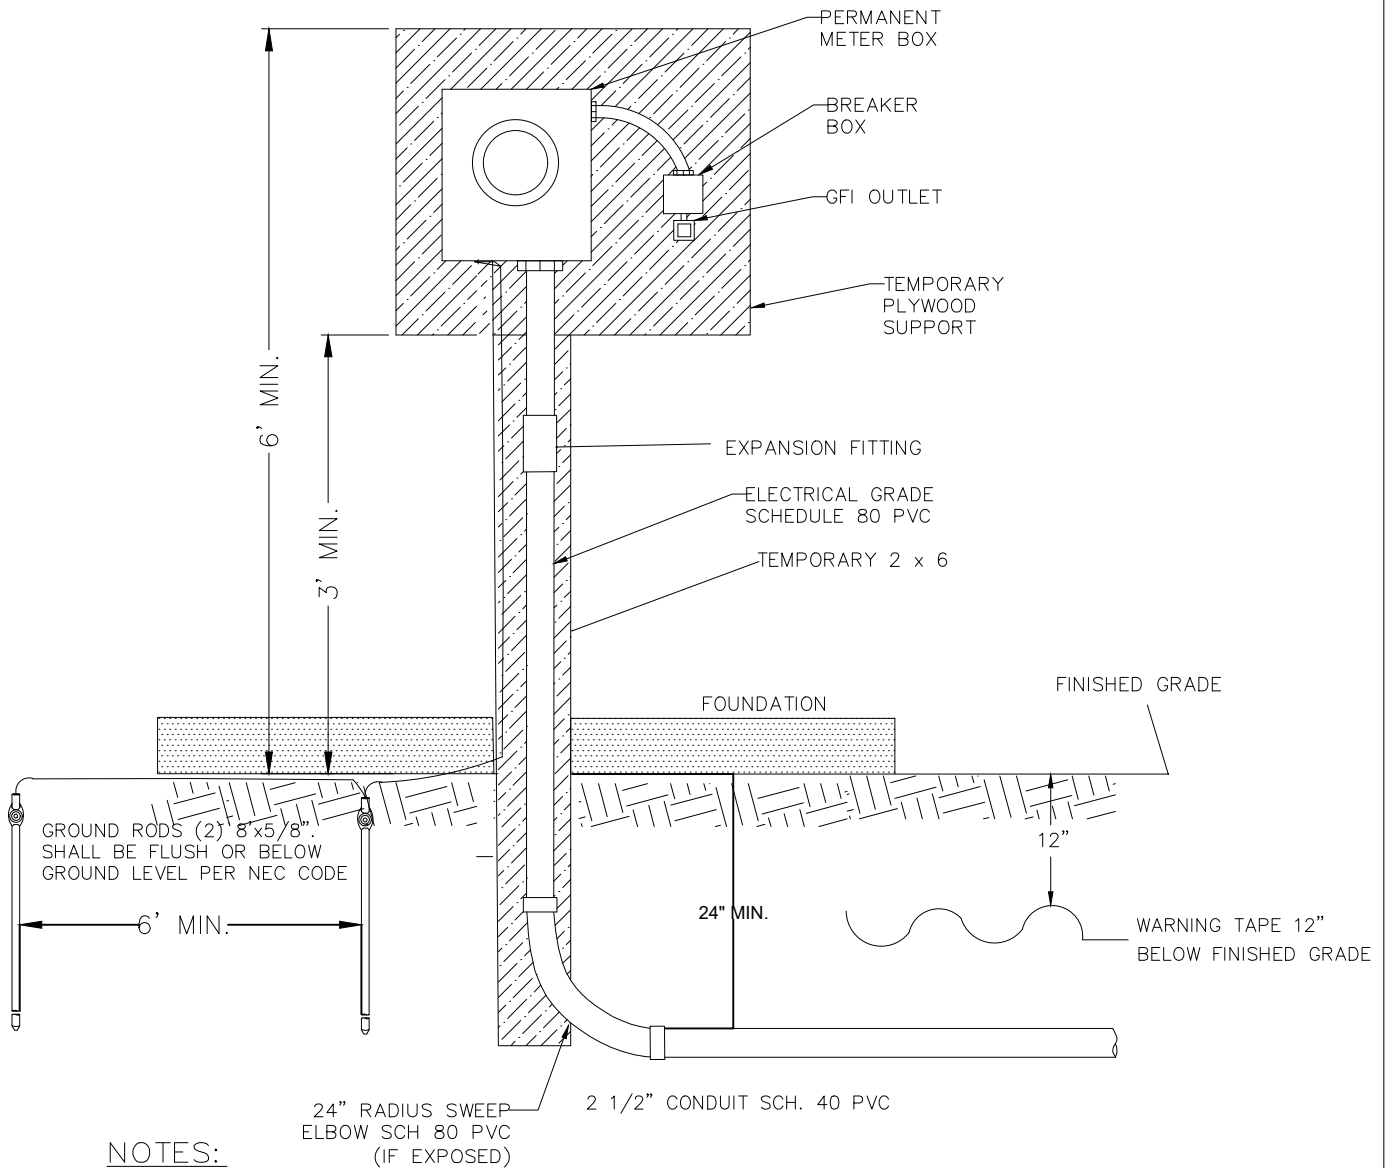 PERMANENT
METER BOX
BREAKER
BOX
GFI OUTLET
TEMPORARY
PLYWOOD
SUPPORT
6' MIN.
3' MIN.
EXPANSION FITTING
ELECTRICAL GRADE
SCHEDULE 80 PVC
TEMPORARY 2 x 6
FOUNDATION
FINISHED GRADE
GROUND RODS (2) 8'x5/8".
SHALL BE FLUSH OR BELOW
GROUND LEVEL PER NEC CODE
12"
6' MIN.
24" MIN.
WARNING TAPE 12"
BELOW FINISHED GRADE
24" RADIUS SWEEP
ELBOW SCH 80 PVC
(IF EXPOSED)
2 1/2" CONDUIT SCH. 40 PVC
NOTES: